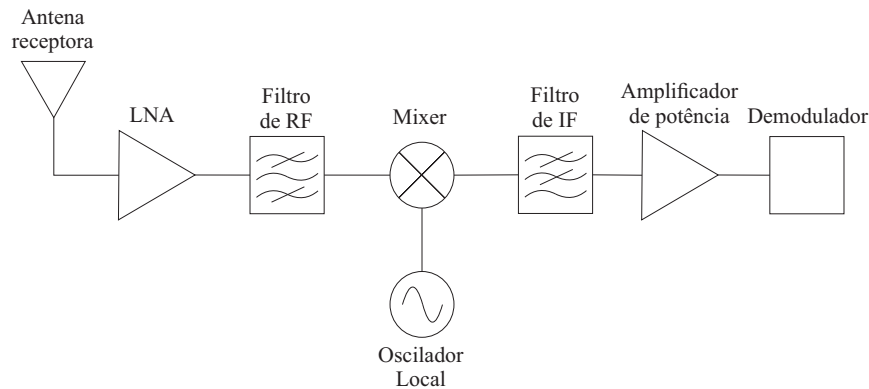 Antena
receptora
LNA
Filtro
de RF
Mixer
Filtro
de IF
Amplificador
de potência
Demodulador
Oscilador
Local